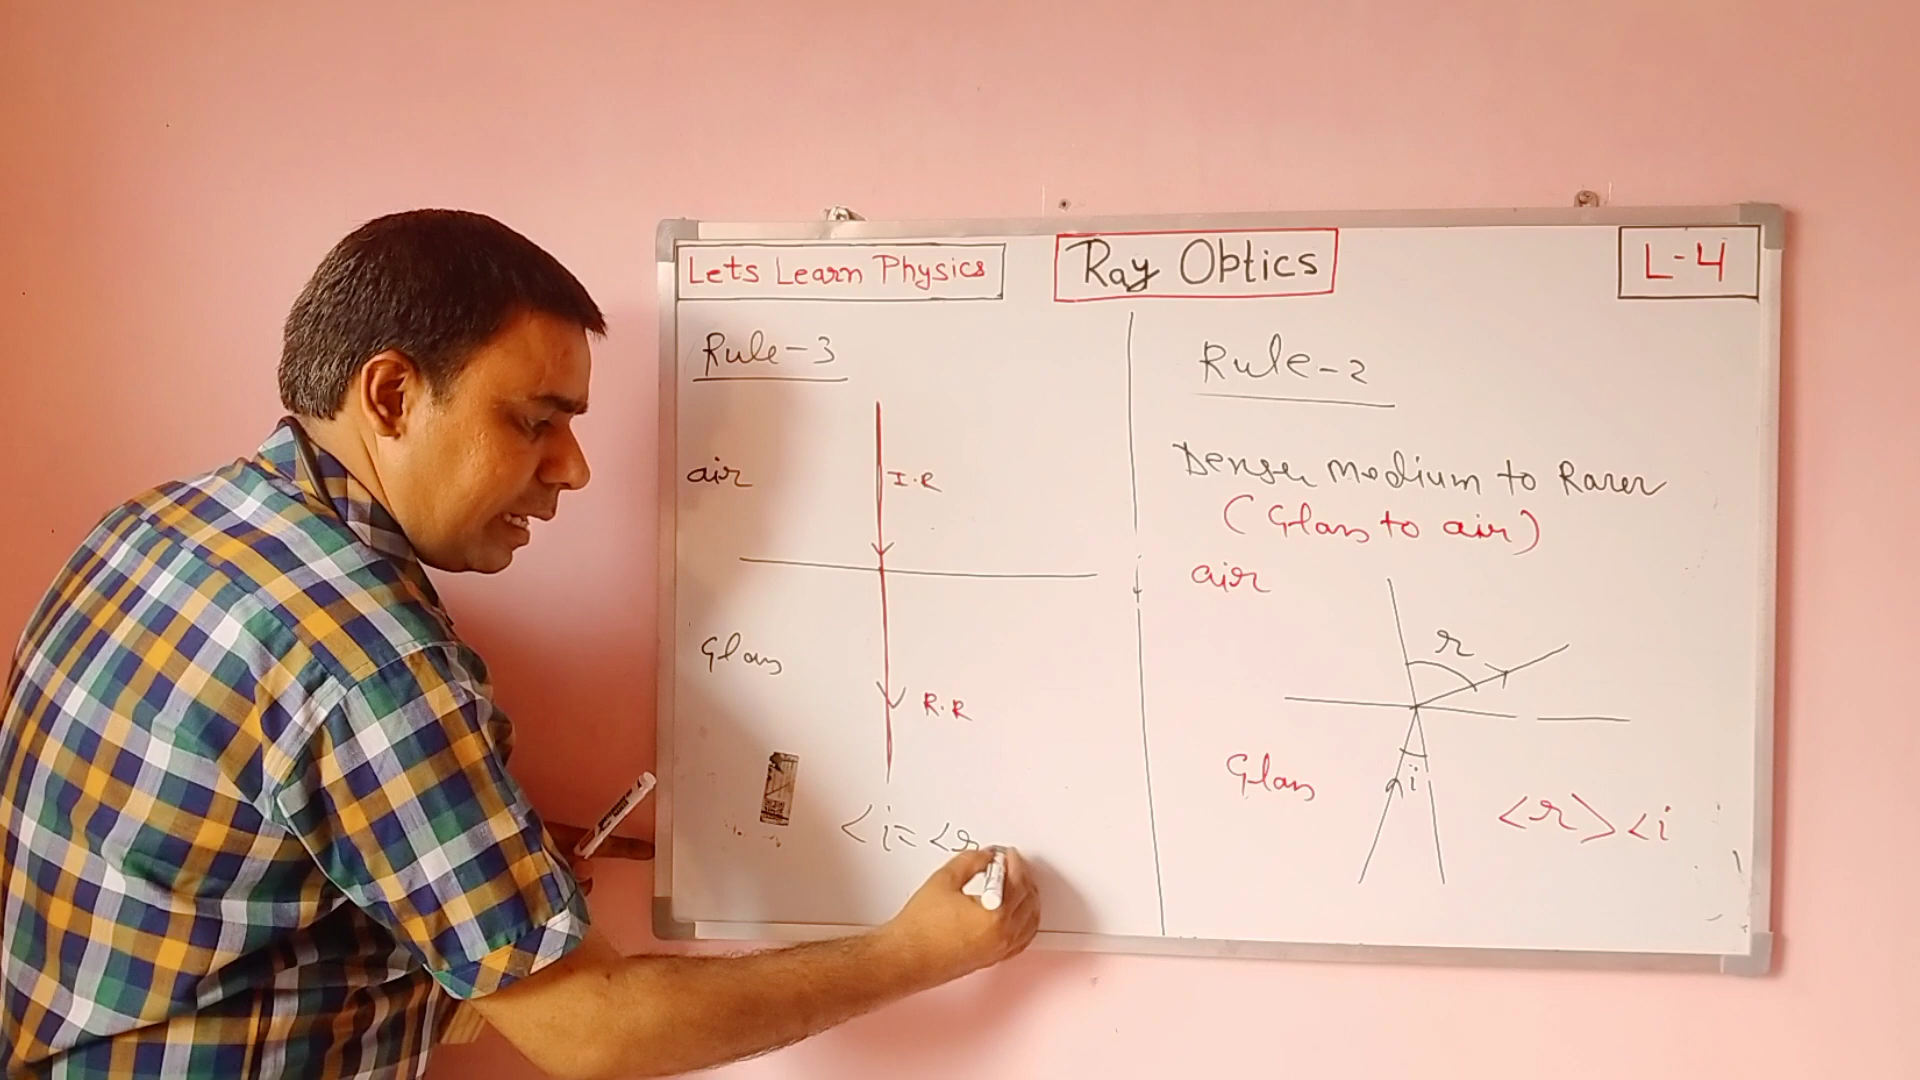 Lets Learn Physics
Ray Optics
L-4
Rule-3
air
I.R
Glass
R.R
<i=<r
Rule-2
Dense medium to Rarer
(Glass to air)
air
r
Glass
i
<r><i